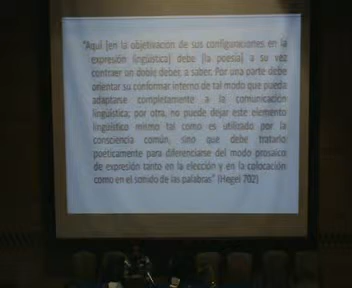 "Aquí [en la objetivación de sus configuraciones en la
expresión lingüística] debe [la poesía] a su vez
contraer un doble deber, a saber. Por una parte debe
orientar su conformar interno de tal modo que pueda
adaptarse completamente a la comunicación
lingüística; por otra, no puede dejar este elemento
lingüístico mismo tal como es utilizado por la
consciencia común, sino que debe tratarlo
poéticamente para diferenciarse del modo prosaico
de expresión tanto en la elección y en la colocación
como en el sonido de las palabras." (Hegel 702)